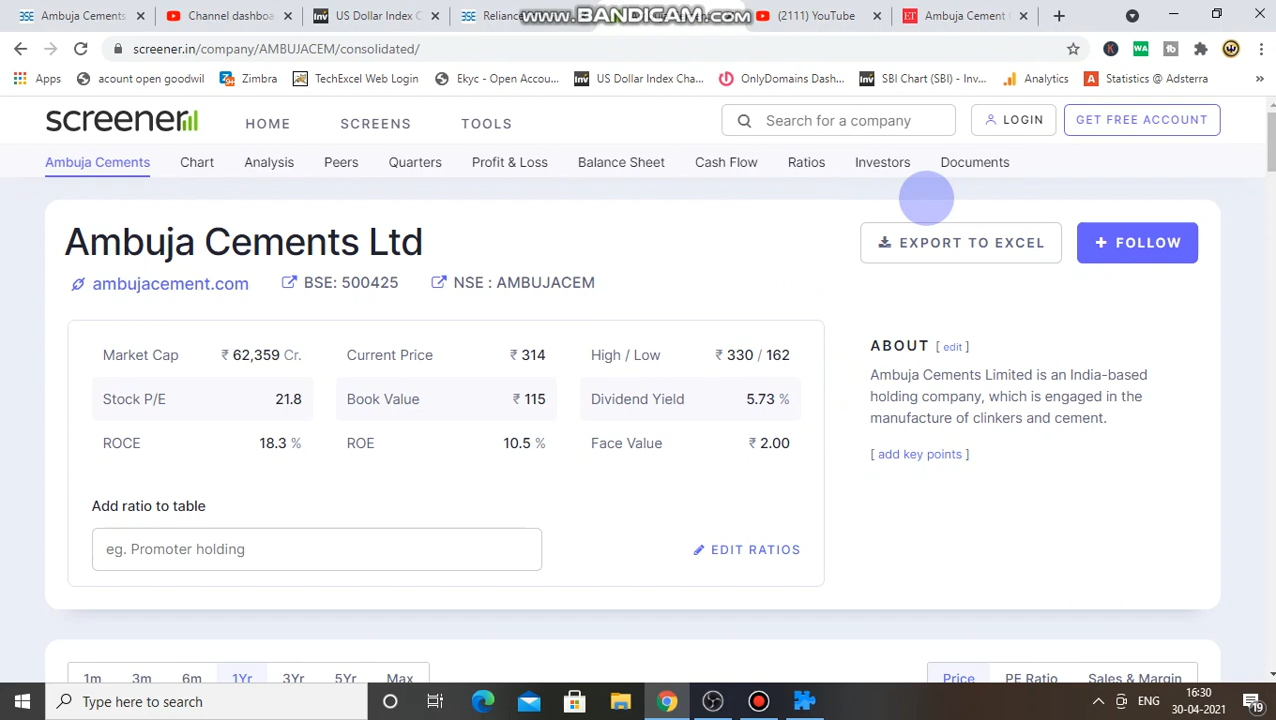 Ambuja Cements
Channel dashboa
US Dollar Index C
Relianc
www.BANDICAM.com
(2111) YouTube
Ambuja Cement
screener.in/company/AMBUJACEM/consolidated/
Apps
acount open goodwil
Zimbra
TechExcel Web Login
Ekyc - Open Accou...
US Dollar Index Cha...
OnlyDomains Dash...
SBI Chart (SBI) - Inv...
Analytics
Statistics @ Adsterra
screener
HOME
SCREENS
TOOLS
Search for a company
LOGIN
GET FREE ACCOUNT
Ambuja Cements
Chart
Analysis
Peers
Quarters
Profit & Loss
Balance Sheet
Cash Flow
Ratios
Investors
Documents
Ambuja Cements Ltd
EXPORT TO EXCEL
+ FOLLOW
ambujacement.com
BSE: 500425
NSE : AMBUJACEM
Market Cap ₹ 62,359 Cr.
Current Price ₹ 314
High / Low ₹ 330 / 162
Stock P/E 21.8
Book Value ₹ 115
Dividend Yield 5.73 %
ROCE 18.3 %
ROE 10.5 %
Face Value ₹ 2.00
ABOUT [ edit ]
Ambuja Cements Limited is an India-based
holding company, which is engaged in the
manufacture of clinkers and cement.
[ add key points ]
Add ratio to table
eg. Promoter holding
EDIT RATIOS
1m
3m
6m
1Yr
3Yr
5Yr
Max
Price
PE Ratio
Sales & Margin
Type here to search
ENG
16:30
30-04-2021
19